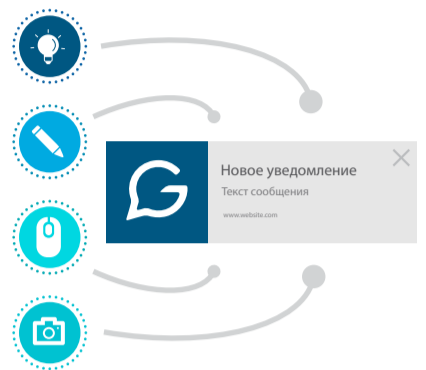 Новое уведомление
Текст сообщения
www.website.com